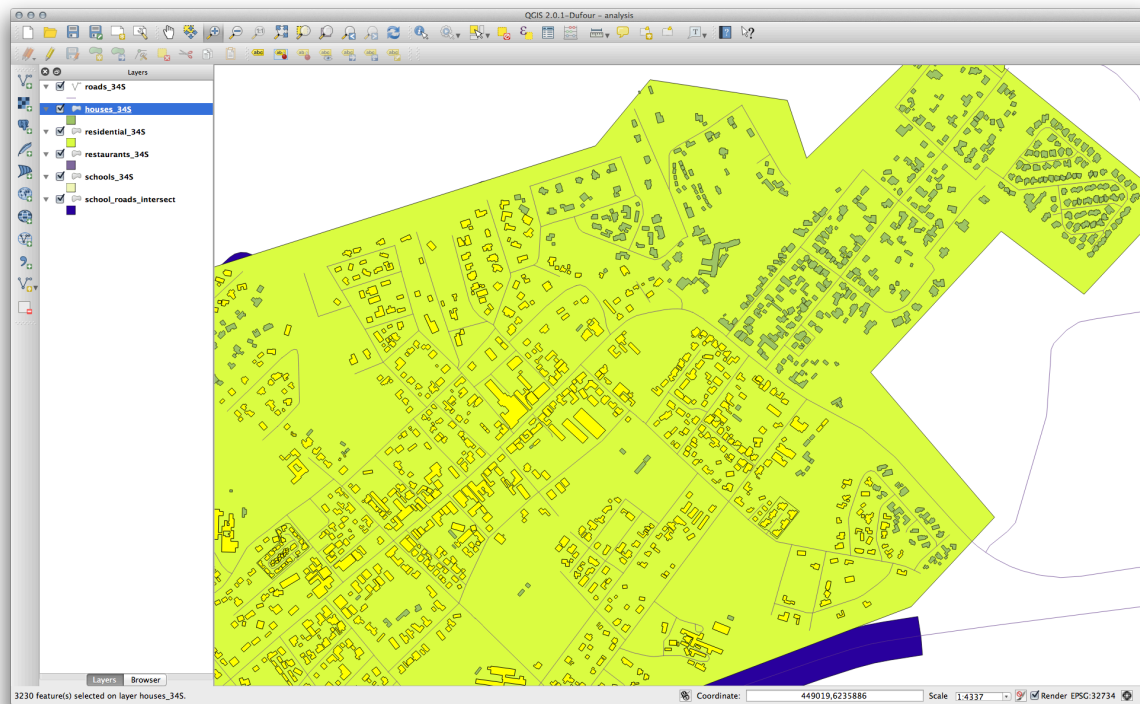 QGIS 2.0.1-Dufour - analysis
Layers
roads_34S
houses_34S
residential_34S
restaurants_34S
schools_34S
school_roads_intersect
Layers Browser
3230 feature(s) selected on layer houses_34S. Coordinate: 449019,6235886 Scale 1:4337 Render EPSG:32734